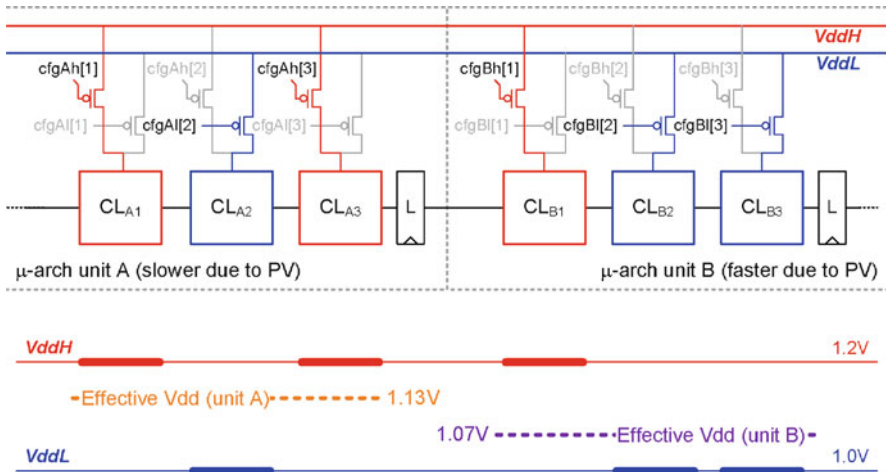 VddH
VddL
cfgAh[1] cfgAh[2] cfgAh[3] cfgBh[1] cfgBh[2] cfgBh[3]
cfgAl[1] cfgAl[2] cfgAl[3] cfgBl[1] cfgBl[2] cfgBl[3]
CLA1 CLA2 CLA3 L CLB1 CLB2 CLB3 L
μ-arch unit A (slower due to PV) μ-arch unit B (faster due to PV)
VddH 1.2V
Effective Vdd (unit A) 1.13V
1.07V Effective Vdd (unit B)
VddL 1.0V